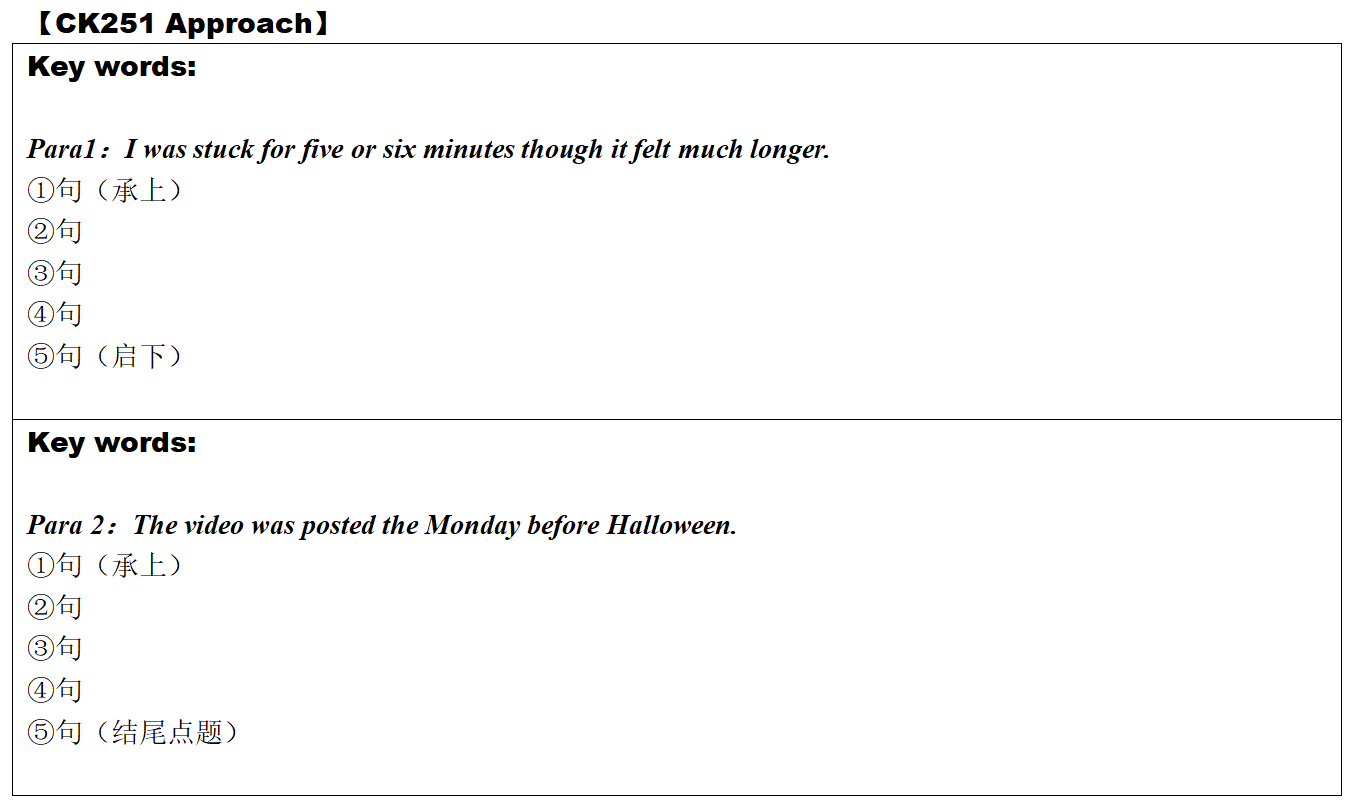 【CK251 Approach】
Key words:
Para1：I was stuck for five or six minutes though it felt much longer.
①句（承上）
②句
③句
④句
⑤句（启下）
Key words:
Para 2：The video was posted the Monday before Halloween.
①句（承上）
②句
③句
④句
⑤句（结尾点题）